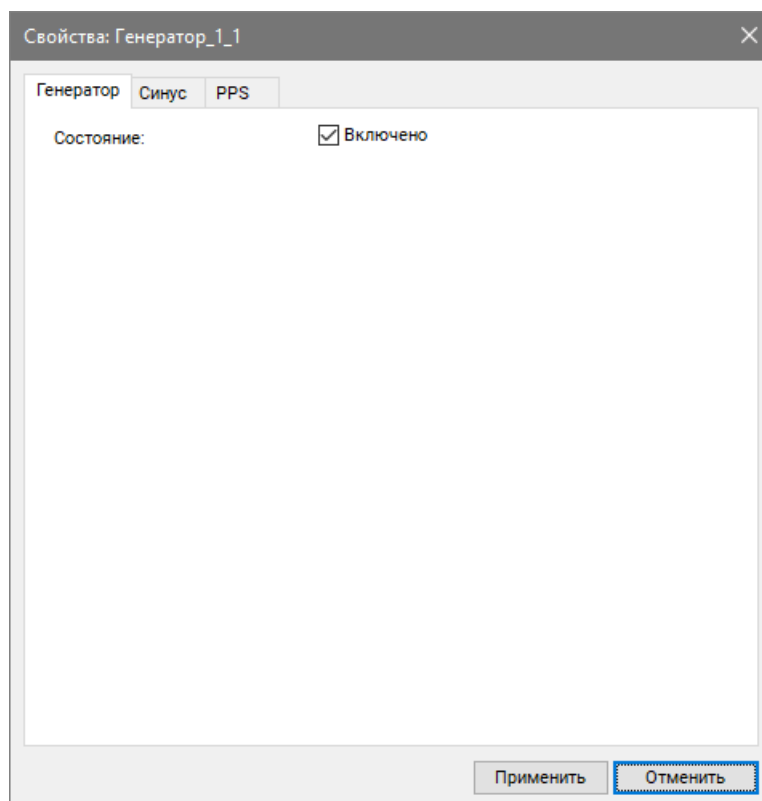 Свойства: Генератор_1_1
Генератор Синус PPS
Состояние: Включено
Применить Отменить